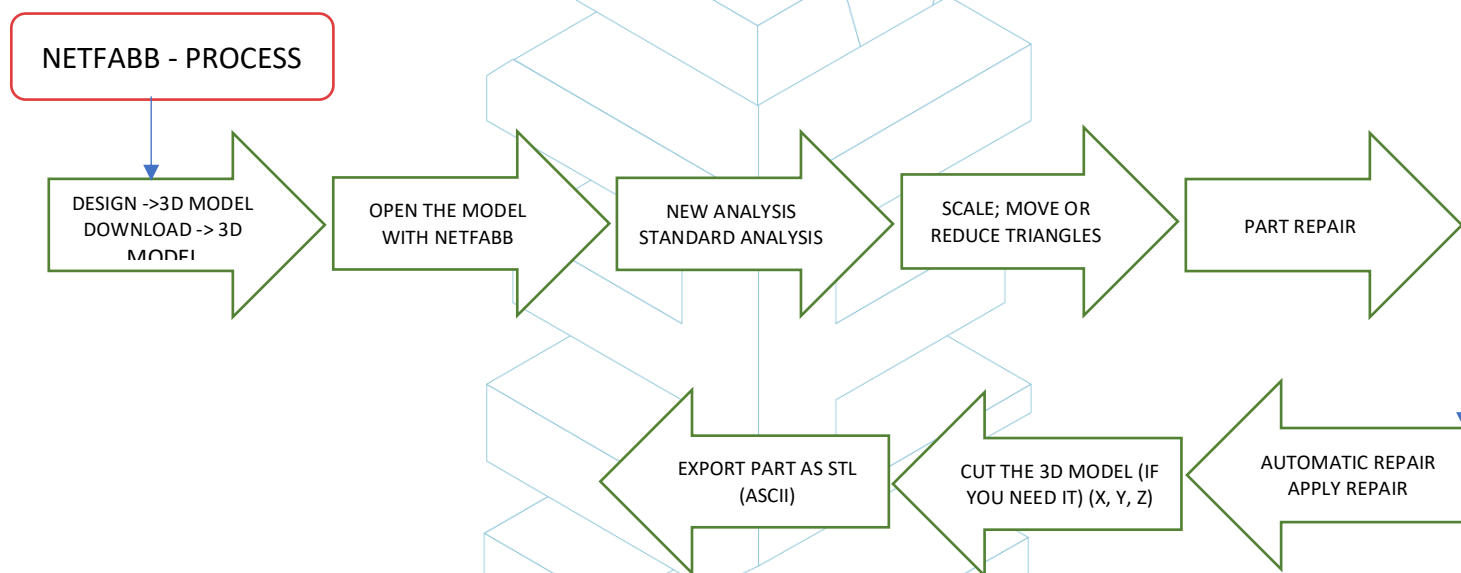 NETFABB - PROCESS
DESIGN ->3D MODEL
DOWNLOAD -> 3D
MODEL
OPEN THE MODEL
WITH NETFABB
NEW ANALYSIS
STANDARD ANALYSIS
SCALE; MOVE OR
REDUCE TRIANGLES
PART REPAIR
AUTOMATIC REPAIR
APPLY REPAIR
CUT THE 3D MODEL (IF
YOU NEED IT) (X, Y, Z)
EXPORT PART AS STL
(ASCII)